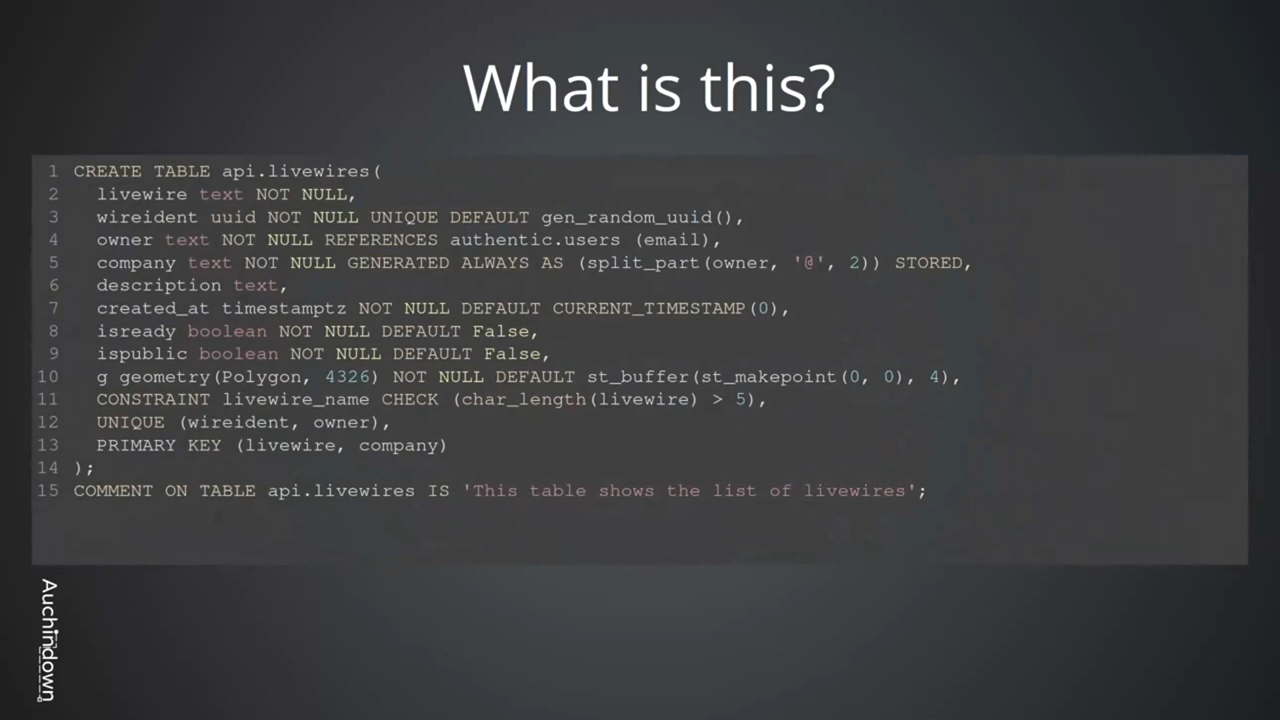 What is this?
1 CREATE TABLE api.livewires(
2 livewire text NOT NULL,
3 wireident uuid NOT NULL UNIQUE DEFAULT gen_random_uuid(),
4 owner text NOT NULL REFERENCES authentic.users (email),
5 company text NOT NULL GENERATED ALWAYS AS (split_part(owner, '@', 2)) STORED,
6 description text,
7 created_at timestamptz NOT NULL DEFAULT CURRENT_TIMESTAMP(0),
8 isready boolean NOT NULL DEFAULT False,
9 ispublic boolean NOT NULL DEFAULT False,
10 g geometry(Polygon, 4326) NOT NULL DEFAULT st_buffer(st_makepoint(0, 0), 4),
11 CONSTRAINT livewire_name CHECK (char_length(livewire) > 5),
12 UNIQUE (wireident, owner),
13 PRIMARY KEY (livewire, company)
14 );
15 COMMENT ON TABLE api.livewires IS 'This table shows the list of livewires';
Auchindown